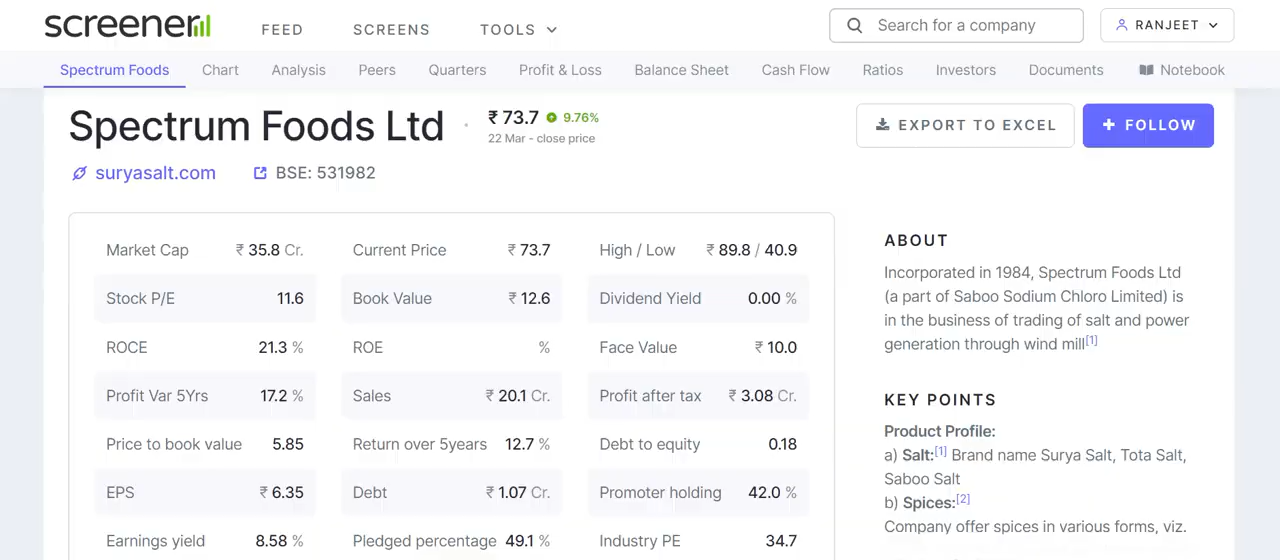 screener
FEED SCREENS TOOLS
Search for a company
RANJEET
Spectrum Foods Chart Analysis Peers Quarters Profit & Loss Balance Sheet Cash Flow Ratios Investors Documents Notebook
Spectrum Foods Ltd
₹ 73.7 9.76%
22 Mar - close price
EXPORT TO EXCEL
+ FOLLOW
suryasalt.com BSE: 531982
Market Cap ₹ 35.8 Cr. Current Price ₹ 73.7 High / Low ₹ 89.8 / 40.9
Stock P/E 11.6 Book Value ₹ 12.6 Dividend Yield 0.00 %
ROCE 21.3 % ROE % Face Value ₹ 10.0
Profit Var 5Yrs 17.2 % Sales ₹ 20.1 Cr. Profit after tax ₹ 3.08 Cr.
Price to book value 5.85 Return over 5years 12.7 % Debt to equity 0.18
EPS ₹ 6.35 Debt ₹ 1.07 Cr. Promoter holding 42.0 %
Earnings yield 8.58 % Pledged percentage 49.1 % Industry PE 34.7
ABOUT
Incorporated in 1984, Spectrum Foods Ltd
(a part of Saboo Sodium Chloro Limited) is
in the business of trading of salt and power
generation through wind mill[1]
KEY POINTS
Product Profile:
a) Salt:[1] Brand name Surya Salt, Tota Salt,
Saboo Salt
b) Spices:[2]
Company offer spices in various forms, viz.